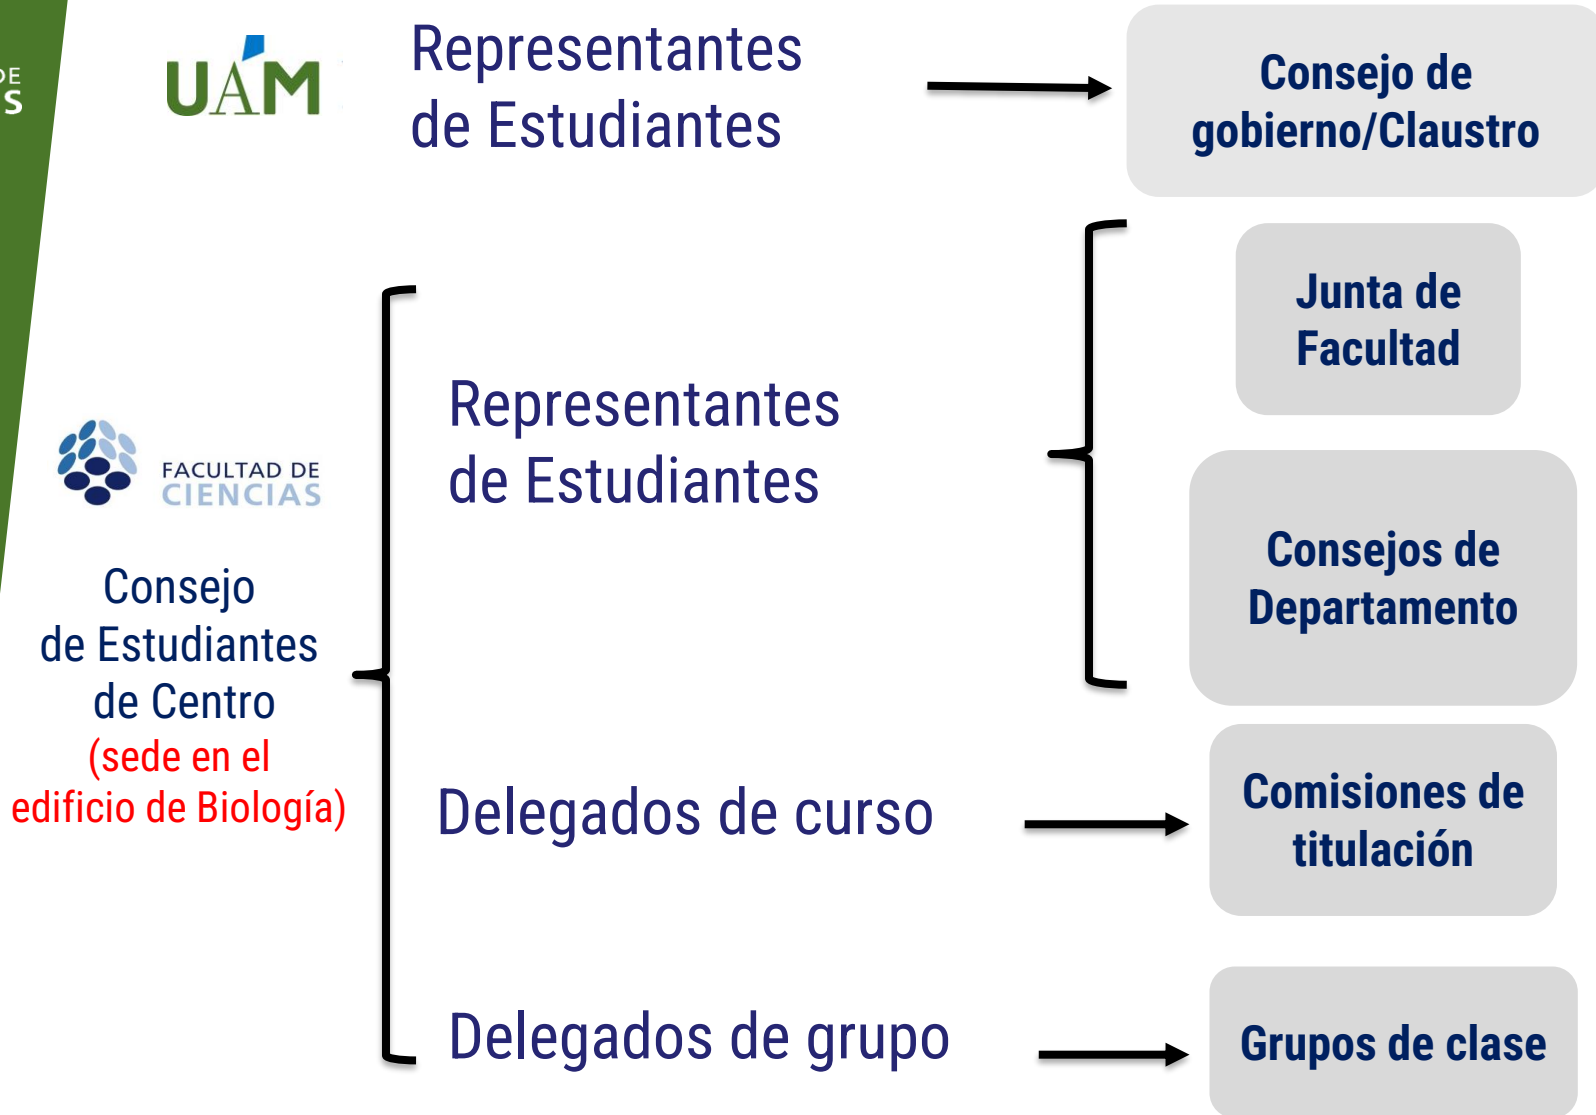 DE
S
UAM
Representantes
de Estudiantes
Consejo de
gobierno/Claustro
Junta de
Facultad
Representantes
de Estudiantes
FACULTAD DE
CIENCIAS
Consejos de
Departamento
Consejo
de Estudiantes
de Centro
(sede en el
edificio de Biología)
Delegados de curso
Comisiones de
titulación
Delegados de grupo
Grupos de clase